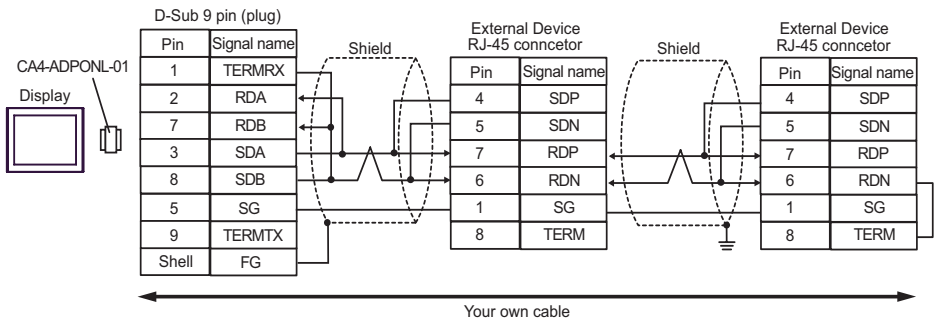 D-Sub 9 pin (plug)
Pin Signal name
1 TERMRX
2 RDA
7 RDB
3 SDA
8 SDB
5 SG
9 TERMTX
Shell FG
CA4-ADPONL-01
Display
Shield
External Device
RJ-45 conncetor
Pin Signal name
4 SDP
5 SDN
7 RDP
6 RDN
1 SG
8 TERM
Shield
External Device
RJ-45 conncetor
Pin Signal name
4 SDP
5 SDN
7 RDP
6 RDN
1 SG
8 TERM
Your own cable